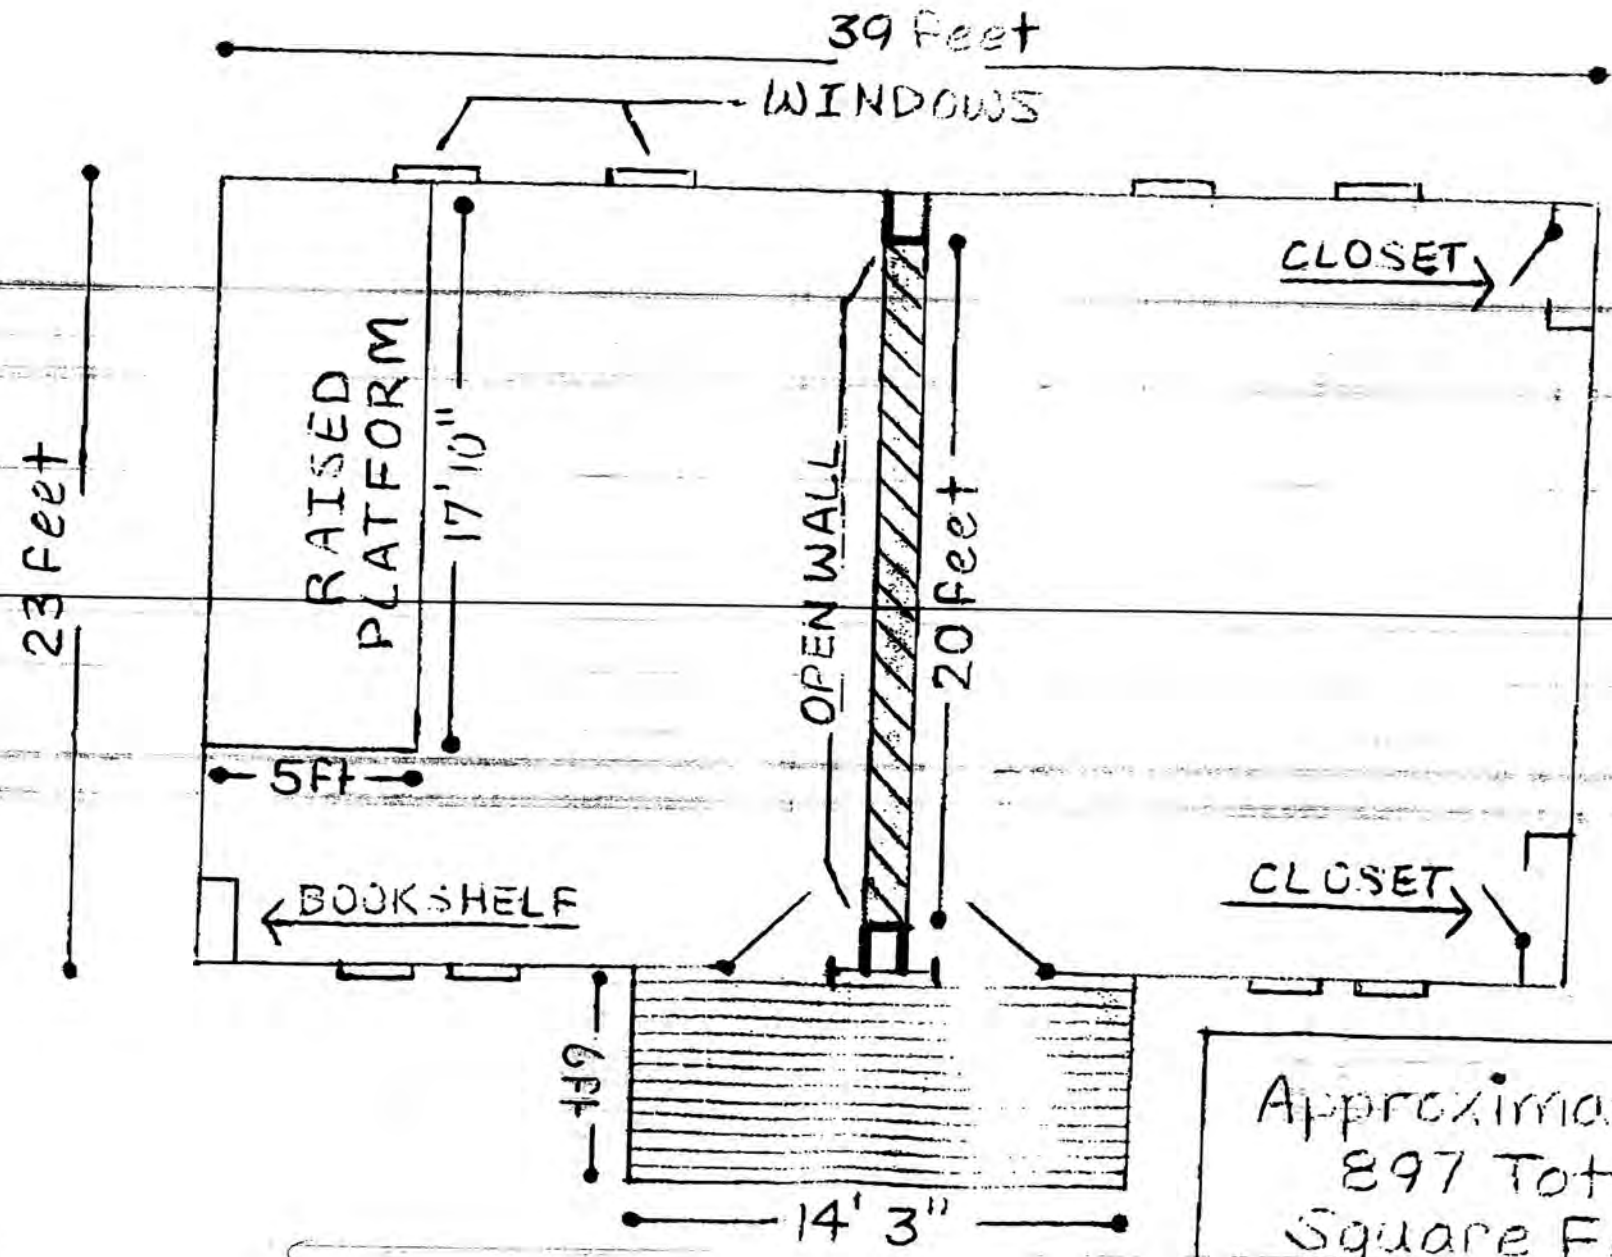 39 Feet
WINDOWS
CLOSET
RAISED
PLATFORM
17'10"
23 Feet
OPEN WALL
20 Feet
5Ft
BOOKSHELF
CLOSET
6Ft
14' 3"
Approxima
897 Tot
Square F